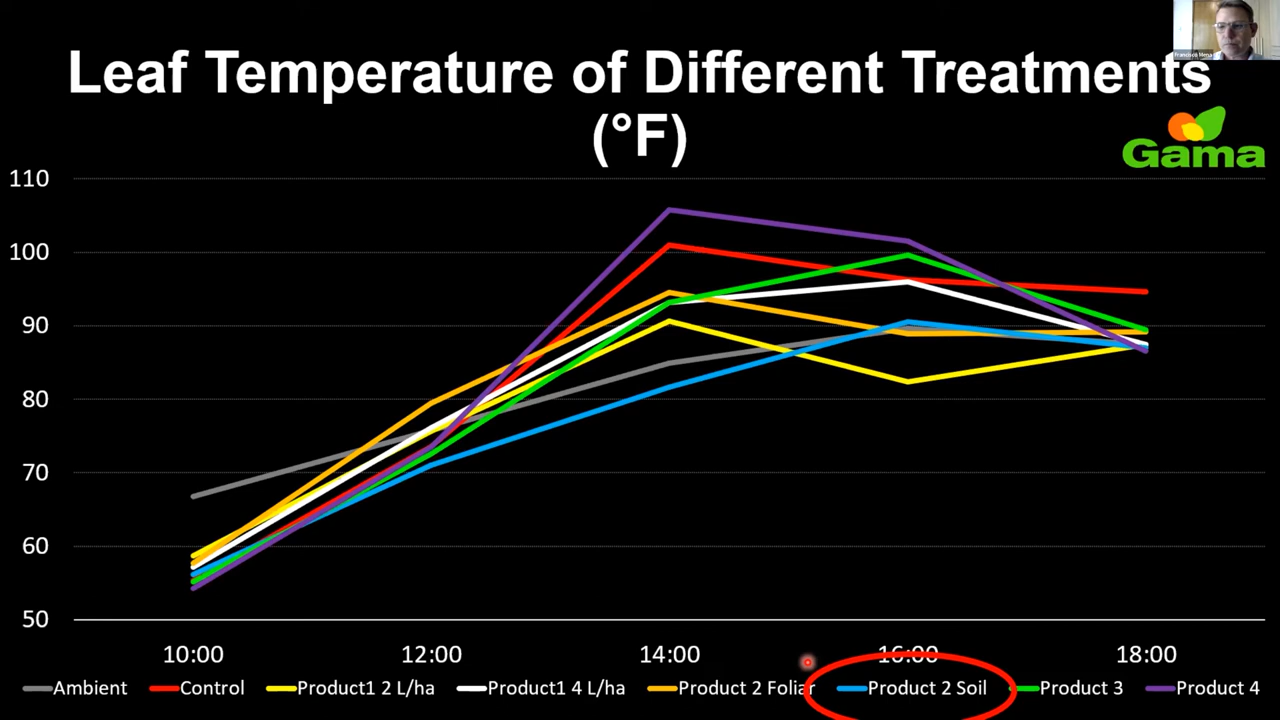 Leaf Temperature of Different Treatments
(°F)
Francisco Mena
Gama
110
100
90
80
70
60
50
10:00 12:00 14:00 16:00 18:00
Ambient Control Product1 2 L/ha Product1 4 L/ha Product 2 Foliar Product 2 Soil Product 3 Product 4